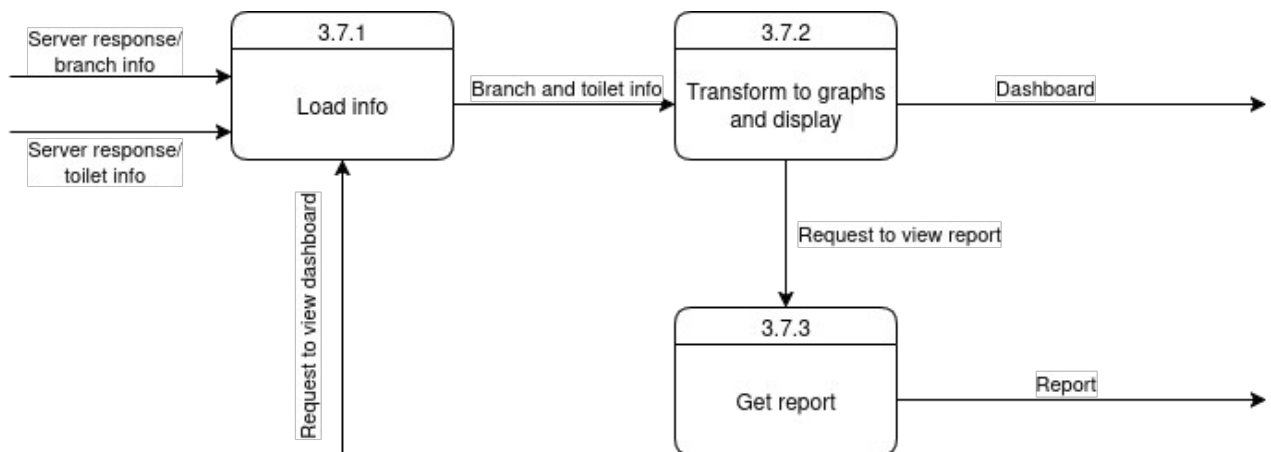 Server response/
branch info
Server response/
toilet info
3.7.1
Load info
Request to view dashboard
Branch and toilet info
3.7.2
Transform to graphs
and display
Dashboard
Request to view report
3.7.3
Get report
Report